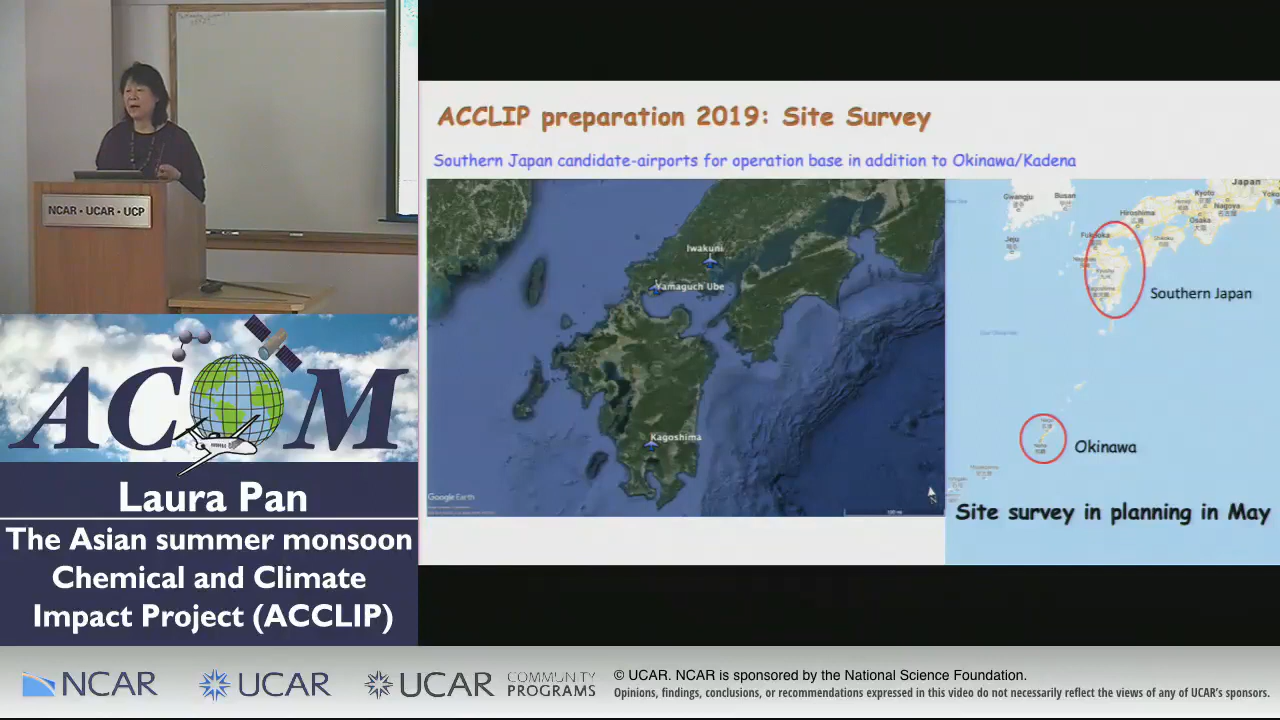 NCAR • UCAR • UCP
ACCLIP preparation 2019: Site Survey
Southern Japan candidate-airports for operation base in addition to Okinawa/Kadena
Iwakuni
Yamaguch Ube
Kagoshima
Google Earth
Gwangju
Busan
Jeju
Japan
Kyoto
Hiroshima
Nagoya
Osaka
Fukuoka
Southern Japan
Okinawa
Site survey in planning in May
ACOM
Laura Pan
The Asian summer monsoon
Chemical and Climate
Impact Project (ACCLIP)
NCAR
UCAR
UCAR
COMMUNITY
PROGRAMS
© UCAR. NCAR is sponsored by the National Science Foundation.
Opinions, findings, conclusions, or recommendations expressed in this video do not necessarily reflect the views of any of UCAR's sponsors.